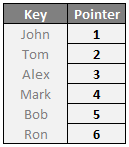 Key Pointer
John 1
Tom 2
Alex 3
Mark 4
Bob 5
Ron 6